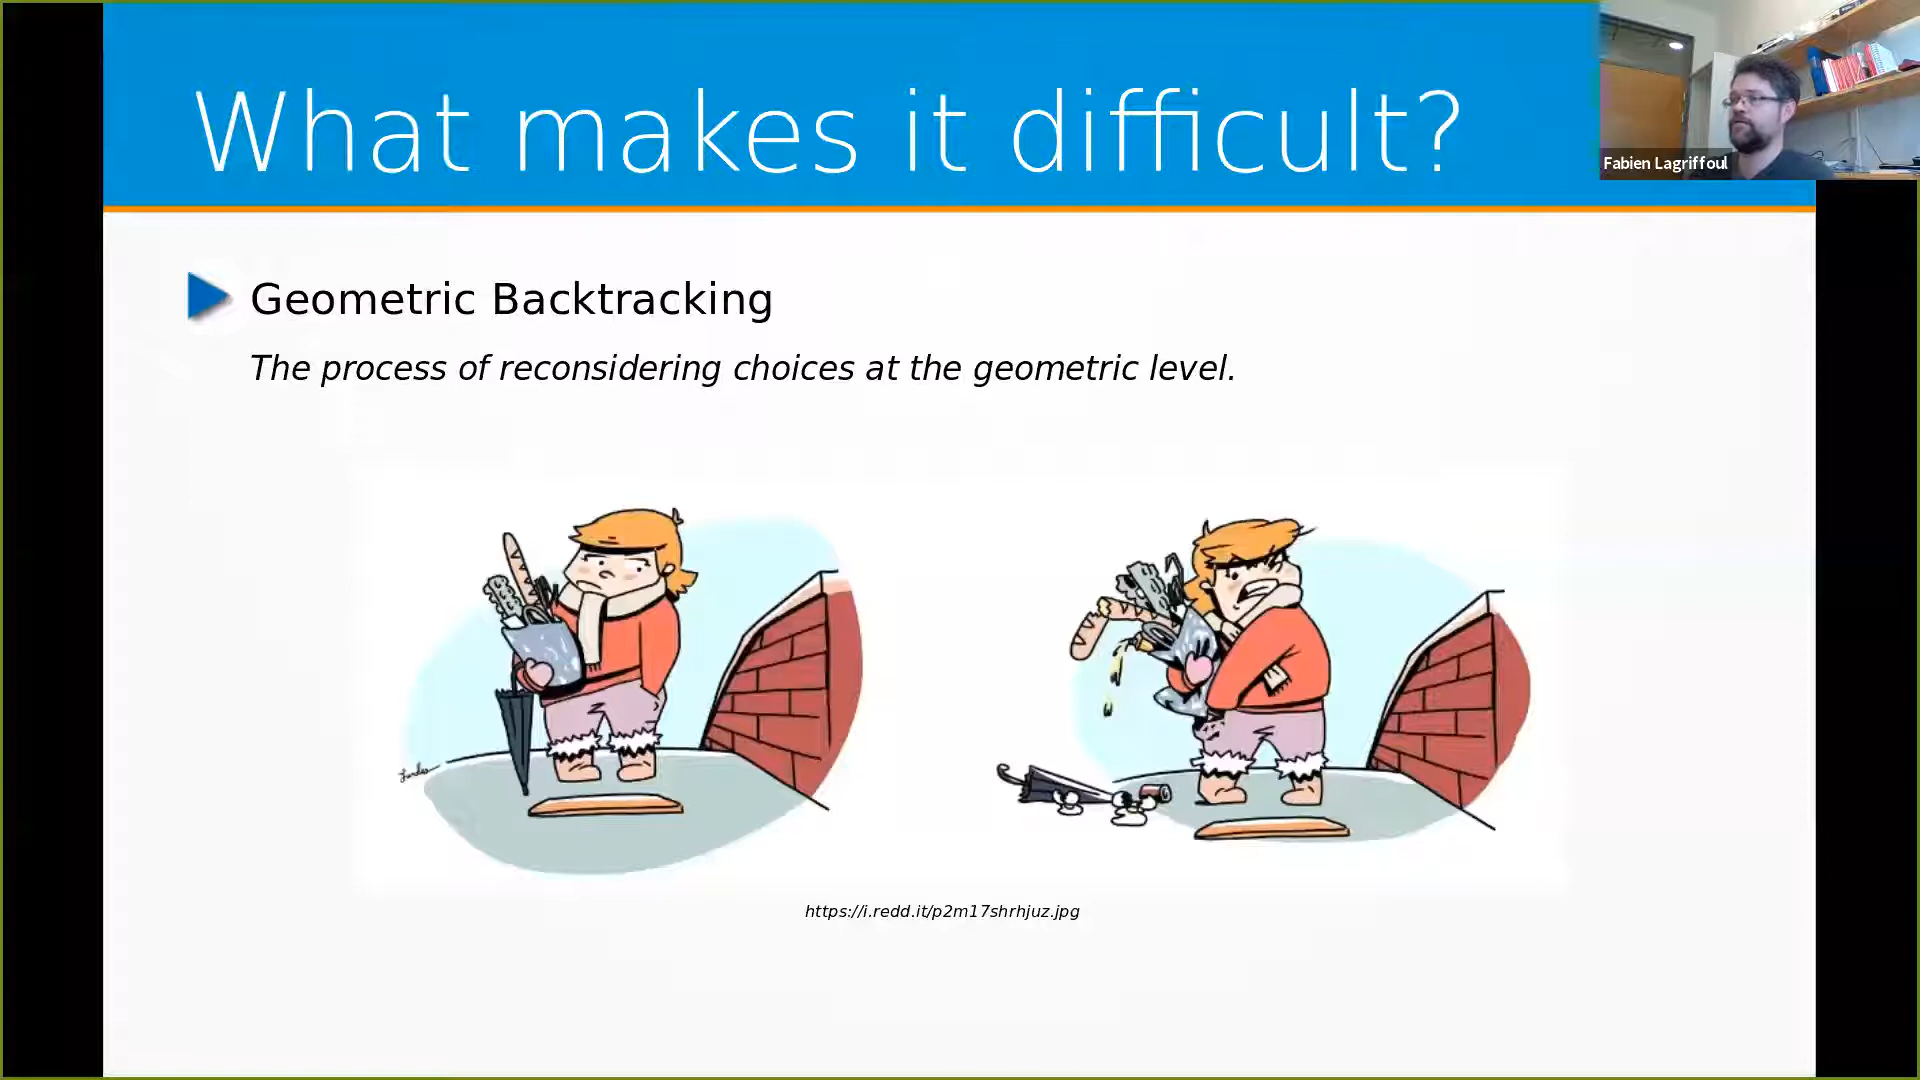 What makes it difficult?
Fabien Lagriffoul
Geometric Backtracking
The process of reconsidering choices at the geometric level.
https://i.redd.it/p2m17shrhjuz.jpg